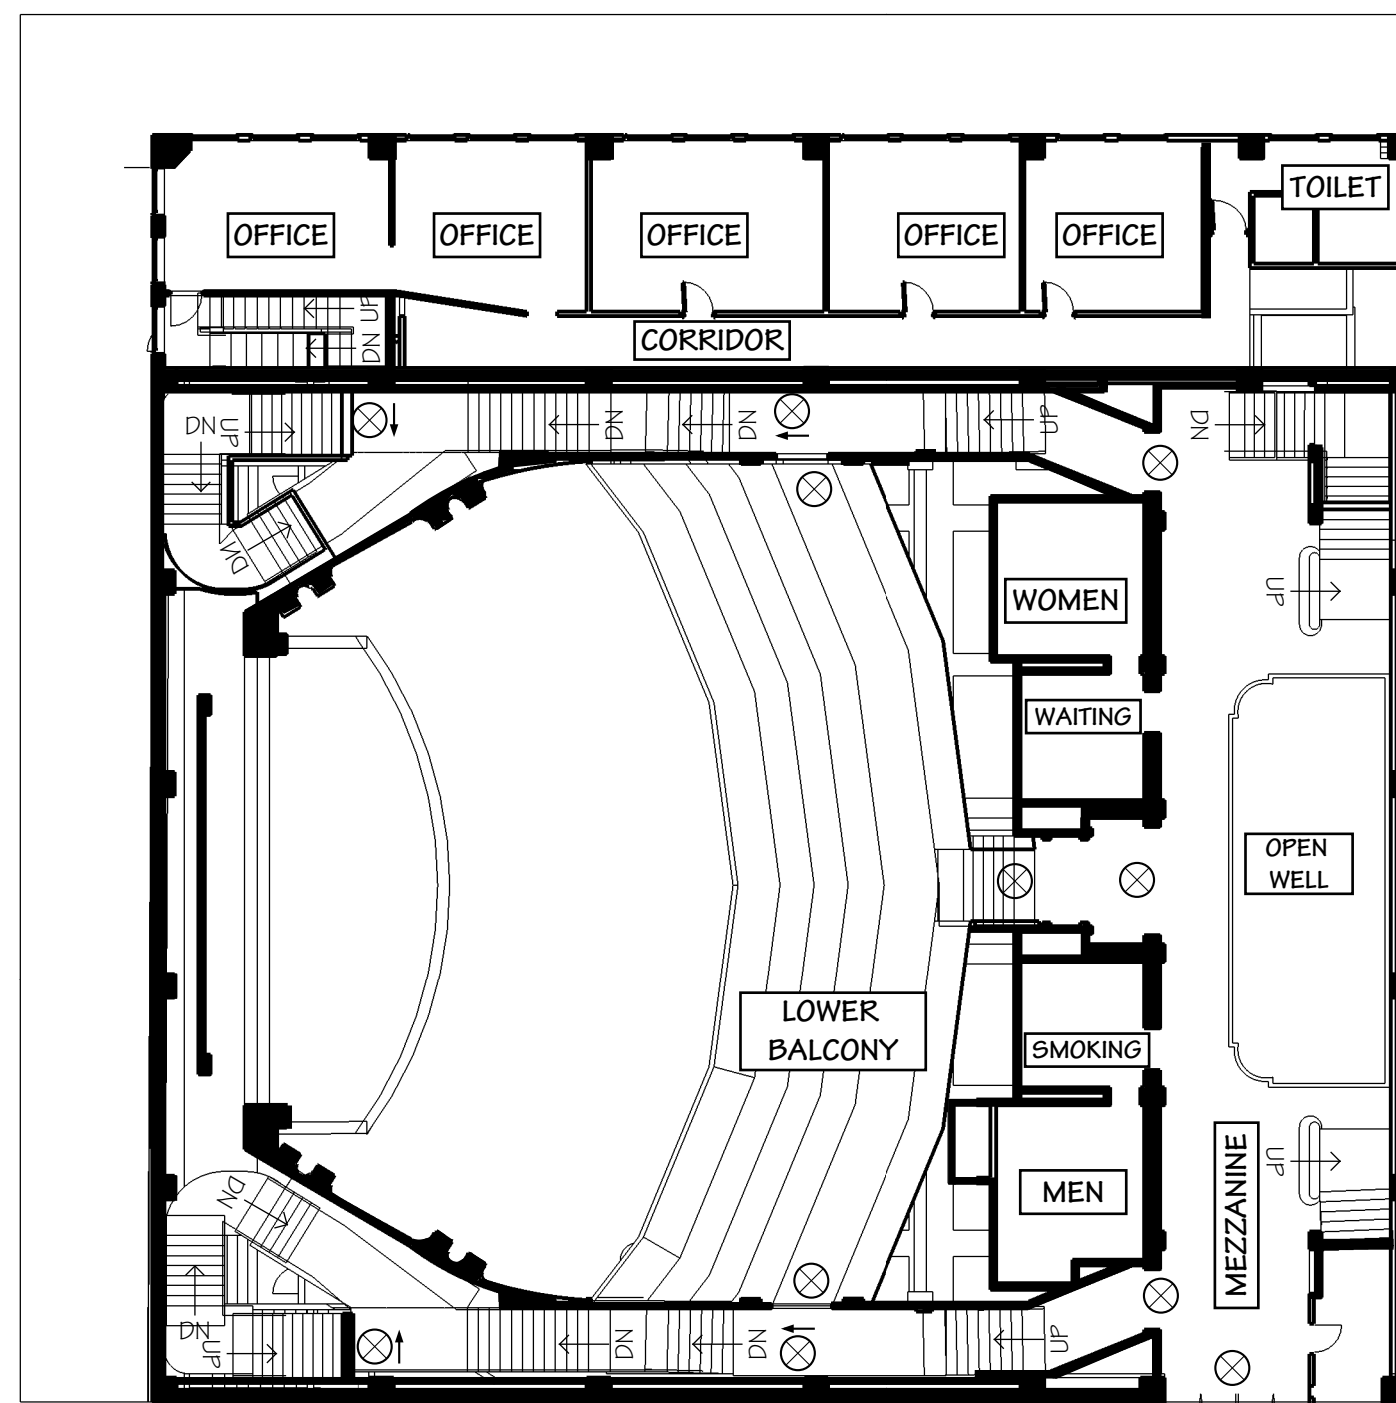 TOILET
OFFICE
OFFICE
OFFICE
OFFICE
OFFICE
UP
DN
CORRIDOR
DN
UP
DN
DN
UP
DN
DN
WOMEN
UP
WAITING
OPEN
WELL
LOWER
BALCONY
SMOKING
MEN
MEZZANINE
UP
DN
DN
UP
DN
DN
UP